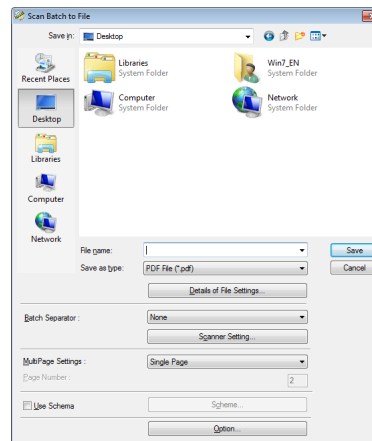 Scan Batch to File
Save in:
Desktop
Recent Places
Desktop
Libraries
Computer
Network
Libraries
System Folder
Win7_EN
System Folder
Computer
System Folder
Network
System Folder
File name:
Save
Save as type:
PDF File (*.pdf)
Cancel
Details of File Settings...
Batch Separator :
None
Scanner Setting...
MultiPage Settings :
Single Page
Page Number :
2
Use Schema
Scheme...
Option...